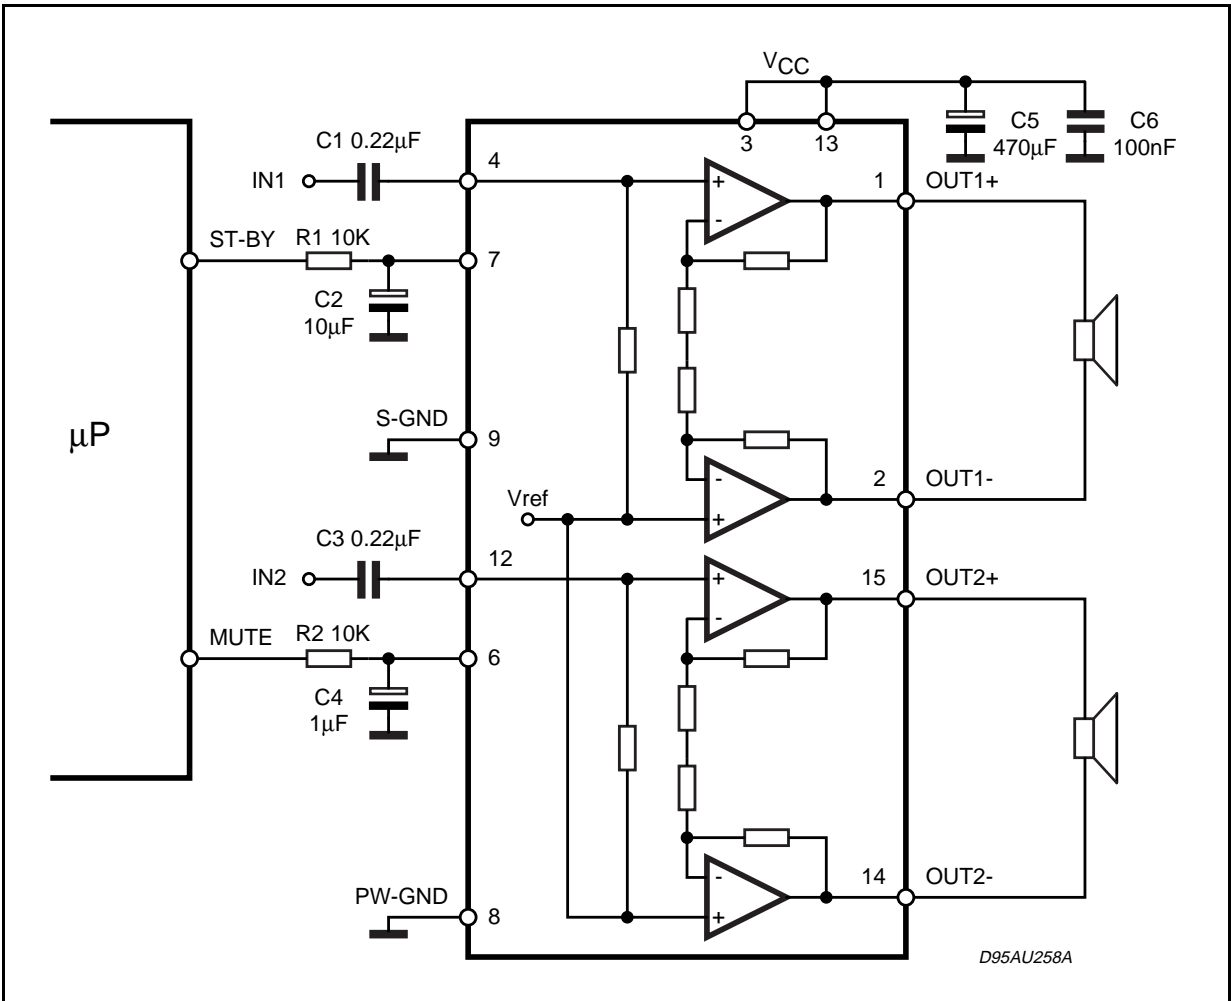 VCC
C1 0.22μF
4
3
13
C5
470μF
C6
100nF
IN1
+
-
1
OUT1+
ST-BY
R1 10K
7
C2
10μF
μP
S-GND
9
-
+
2
OUT1-
Vref
C3 0.22μF
12
IN2
+
-
15
OUT2+
MUTE
R2 10K
6
C4
1μF
PW-GND
8
-
+
14
OUT2-
D95AU258A